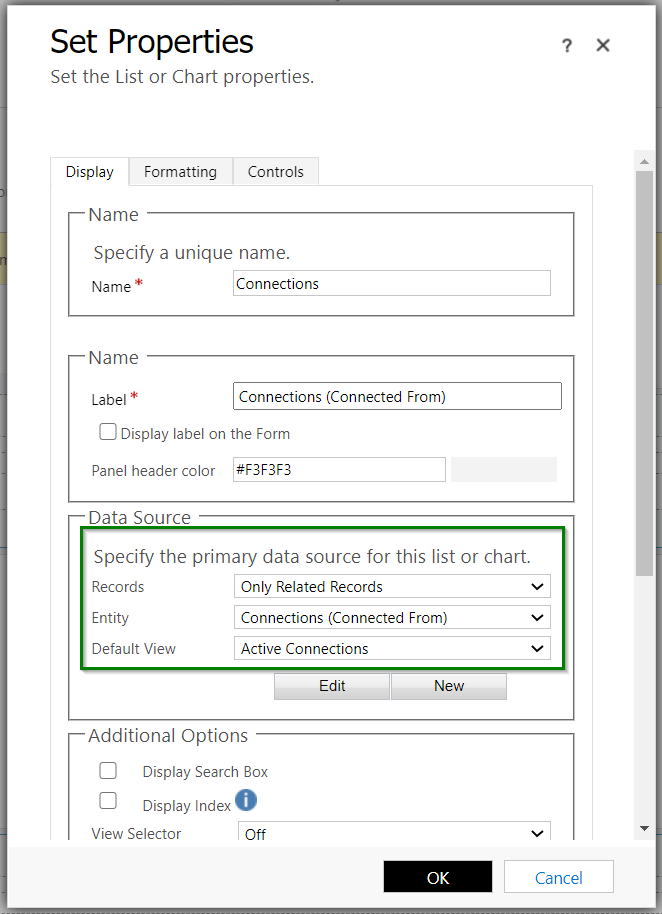 Set Properties
?
Set the List or Chart properties.
Display Formatting Controls
Name
Specify a unique name.
Name * Connections
Name
Label * Connections (Connected From)
Display label on the Form
Panel header color #F3F3F3
Data Source
Specify the primary data source for this list or chart.
Records Only Related Records
Entity Connections (Connected From)
Default View Active Connections
Edit New
Additional Options
Display Search Box
Display Index i
View Selector Off
OK Cancel